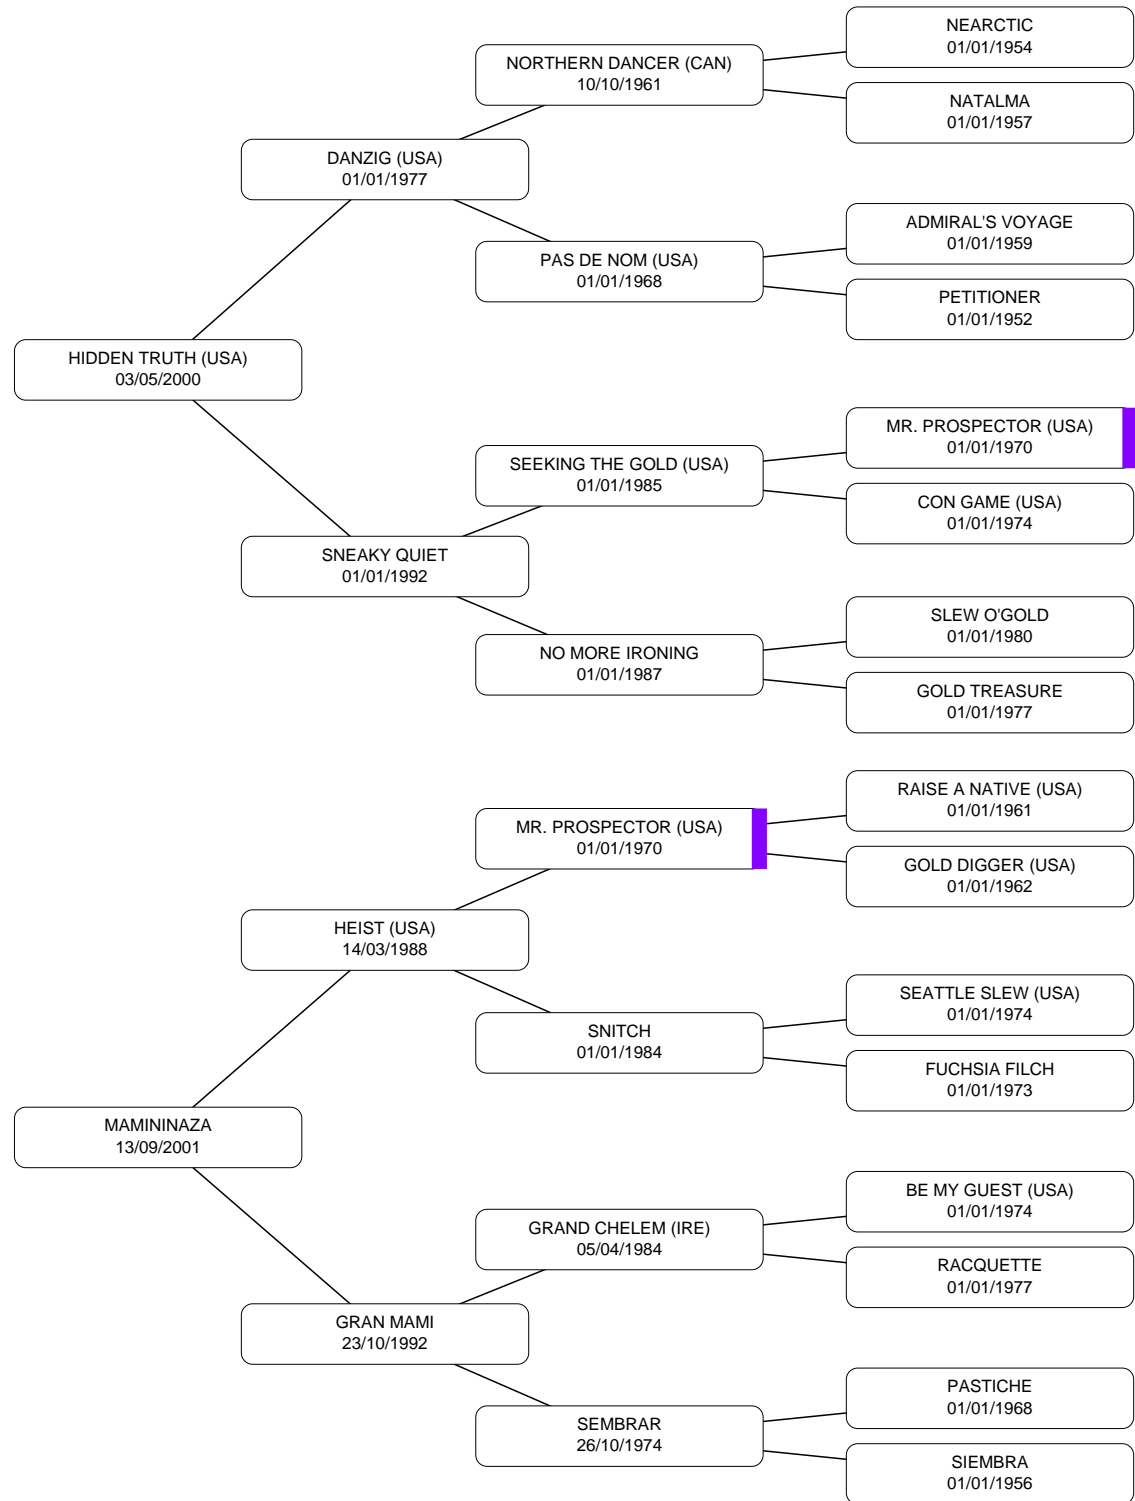 NEARCTIC
01/01/1954
NORTHERN DANCER (CAN)
10/10/1961
NATALMA
01/01/1957
DANZIG (USA)
01/01/1977
ADMIRAL'S VOYAGE
01/01/1959
PAS DE NOM (USA)
01/01/1968
PETITIONER
01/01/1952
HIDDEN TRUTH (USA)
03/05/2000
MR. PROSPECTOR (USA)
01/01/1970
SEEKING THE GOLD (USA)
01/01/1985
CON GAME (USA)
01/01/1974
SNEAKY QUIET
01/01/1992
SLEW O'GOLD
01/01/1980
NO MORE IRONING
01/01/1987
GOLD TREASURE
01/01/1977
RAISE A NATIVE (USA)
01/01/1961
MR. PROSPECTOR (USA)
01/01/1970
GOLD DIGGER (USA)
01/01/1962
HEIST (USA)
14/03/1988
SEATTLE SLEW (USA)
01/01/1974
SNITCH
01/01/1984
FUCHSIA FILCH
01/01/1973
MAMININAZA
13/09/2001
BE MY GUEST (USA)
01/01/1974
GRAND CHELEM (IRE)
05/04/1984
RACQUETTE
01/01/1977
GRAN MAMI
23/10/1992
PASTICHE
01/01/1968
SEMBRAR
26/10/1974
SIEMBRA
01/01/1956